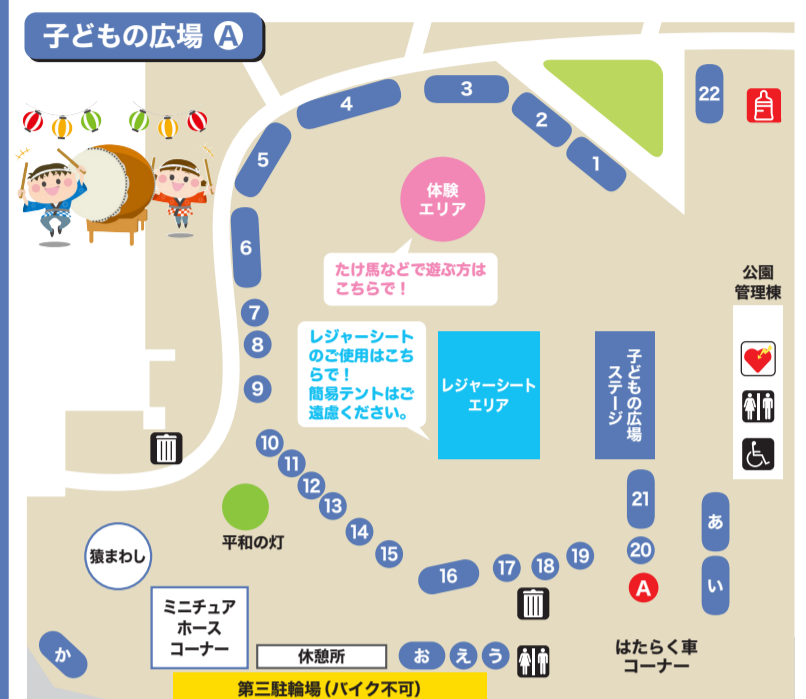 子どもの広場 A
22
3
4
2
1
5
体験
エリア
6
たけ馬などで遊ぶ方は
こちらで!
公園
管理棟
7
8
レジャーシート
のご使用はこち
らで!
簡易テントはご
遠慮ください。
レジャーシート
エリア
子どもの広場
ステージ
9
10
11
12
13
14
15
16
17
18
19
20
21
A
あ
い
平和の灯
猿まわし
ミニチュア
ホース
コーナー
はたらく車
コーナー
か
休憩所
お
え
う
第三駐輪場(バイク不可)